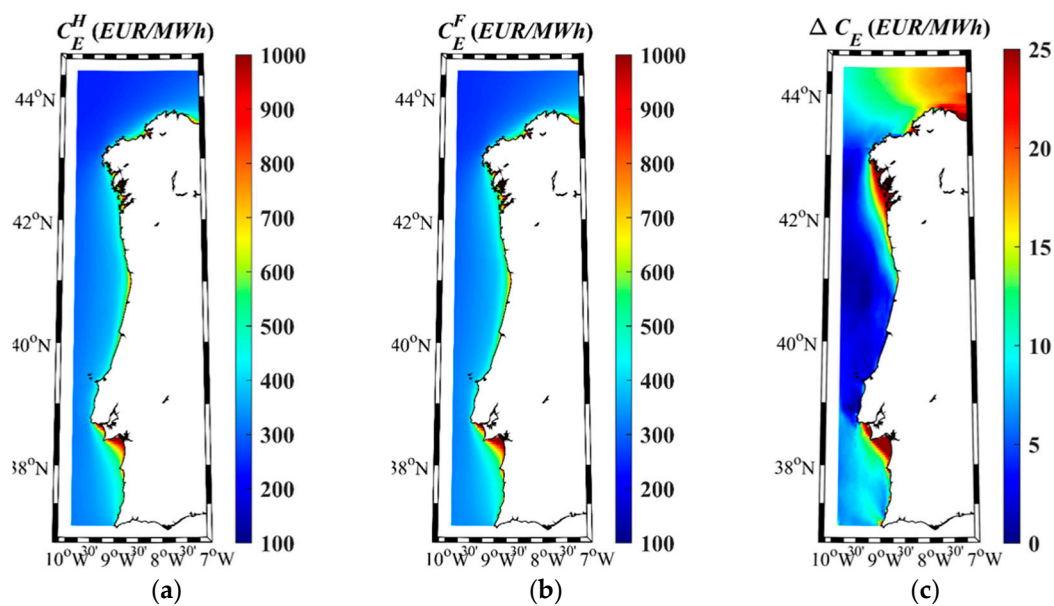 C_E^H (EUR/MWh)
44°N
42°N
40°N
38°N
10°W 30' 9°W 30' 8°W 30' 7°W
1000
900
800
700
600
500
400
300
200
100
(a)
C_E^F (EUR/MWh)
44°N
42°N
40°N
38°N
10°W 30' 9°W 30' 8°W 30' 7°W
1000
900
800
700
600
500
400
300
200
100
(b)
Δ C_E (EUR/MWh)
44°N
42°N
40°N
38°N
10°W 30' 9°W 30' 8°W 30' 7°W
25
20
15
10
5
0
(c)